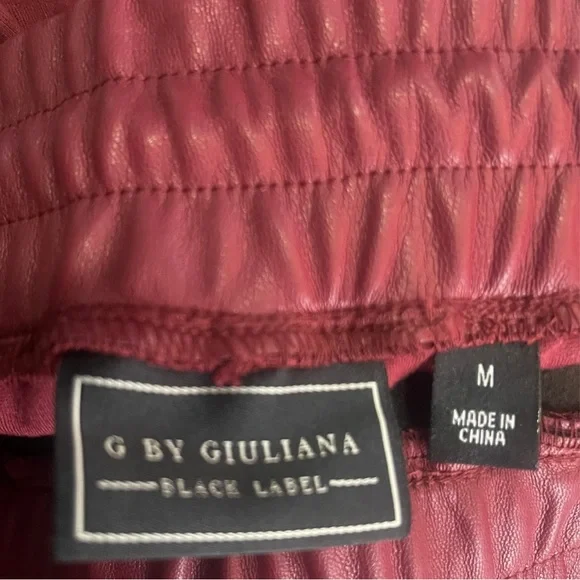 G BY GIULIANA
BLACK LABEL
M
MADE IN
CHINA